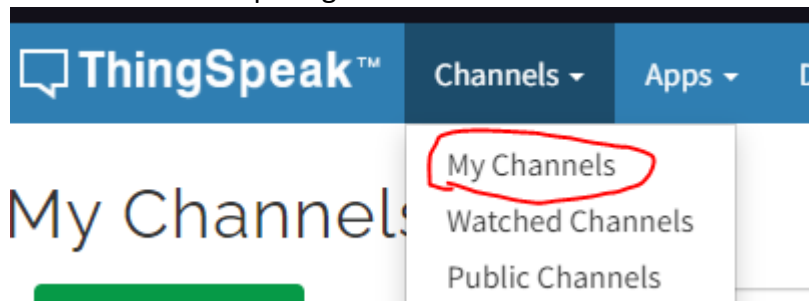 ThingSpeak™ Channels Apps
My Channels
My Channels
Watched Channels
Public Channels